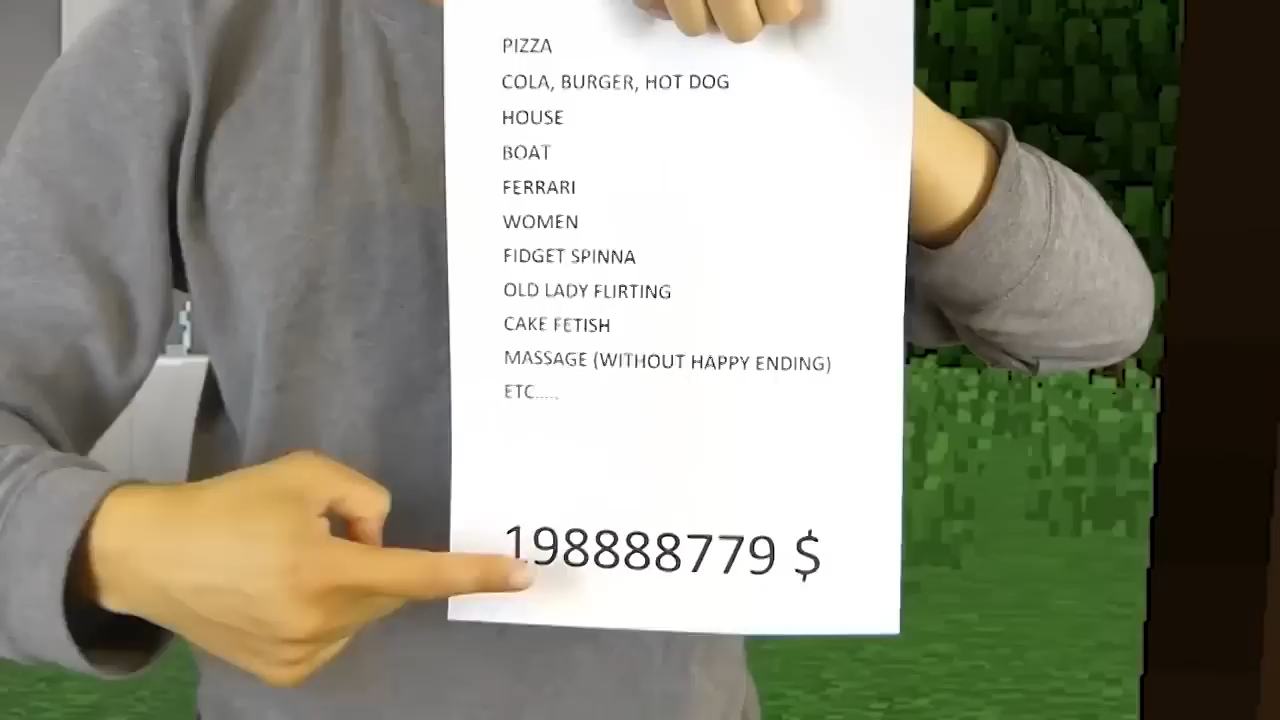 PIZZA
COLA, BURGER, HOT DOG
HOUSE
BOAT
FERRARI
WOMEN
FIDGET SPINNA
OLD LADY FLIRTING
CAKE FETISH
MASSAGE (WITHOUT HAPPY ENDING)
ETC.....
198888779 $